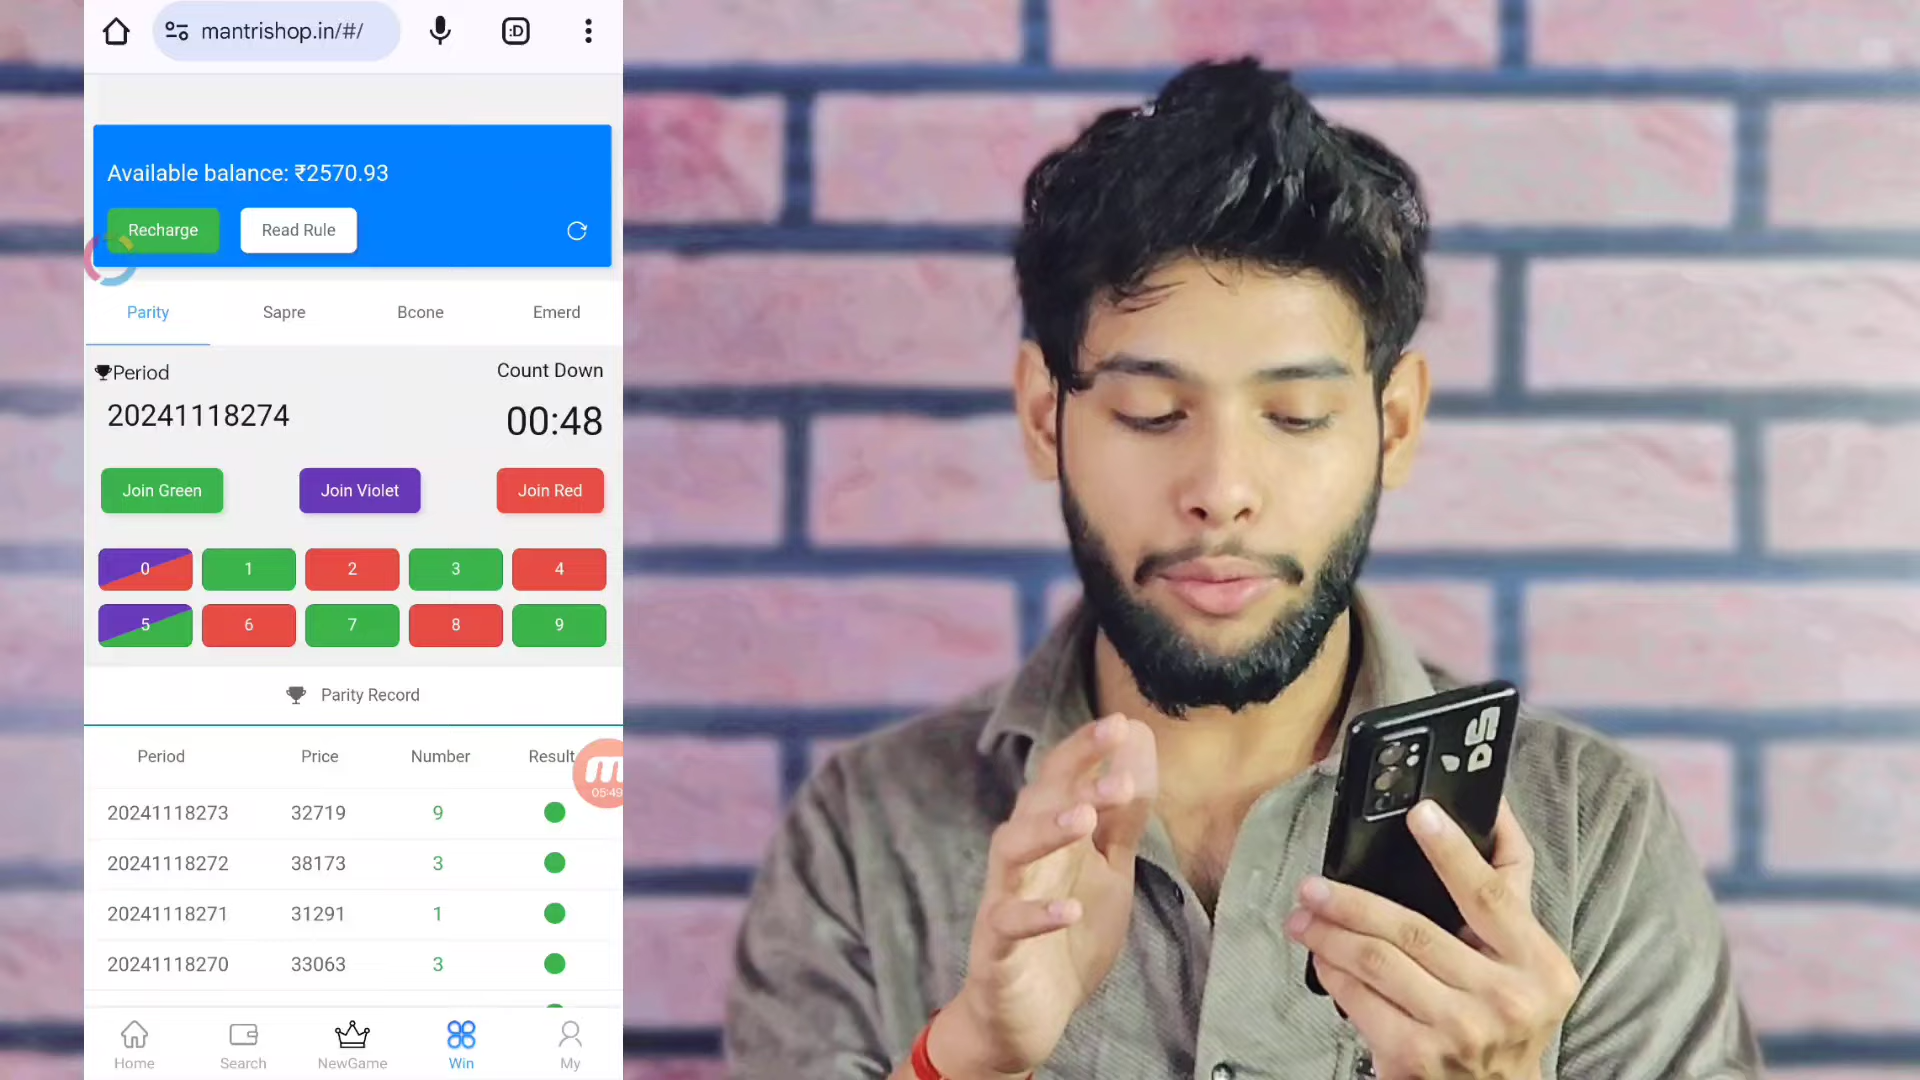 mantrishop.in/#/
:D
Available balance: ₹2570.93
Recharge Read Rule
Parity Sapre Bcone Emerd
Period Count Down
20241118274 00:48
Join Green Join Violet Join Red
0 1 2 3 4
5 6 7 8 9
Parity Record
Period Price Number Result
20241118273 32719 9
20241118272 38173 3
20241118271 31291 1
20241118270 33063 3
m
05:49
Home Search NewGame Win My